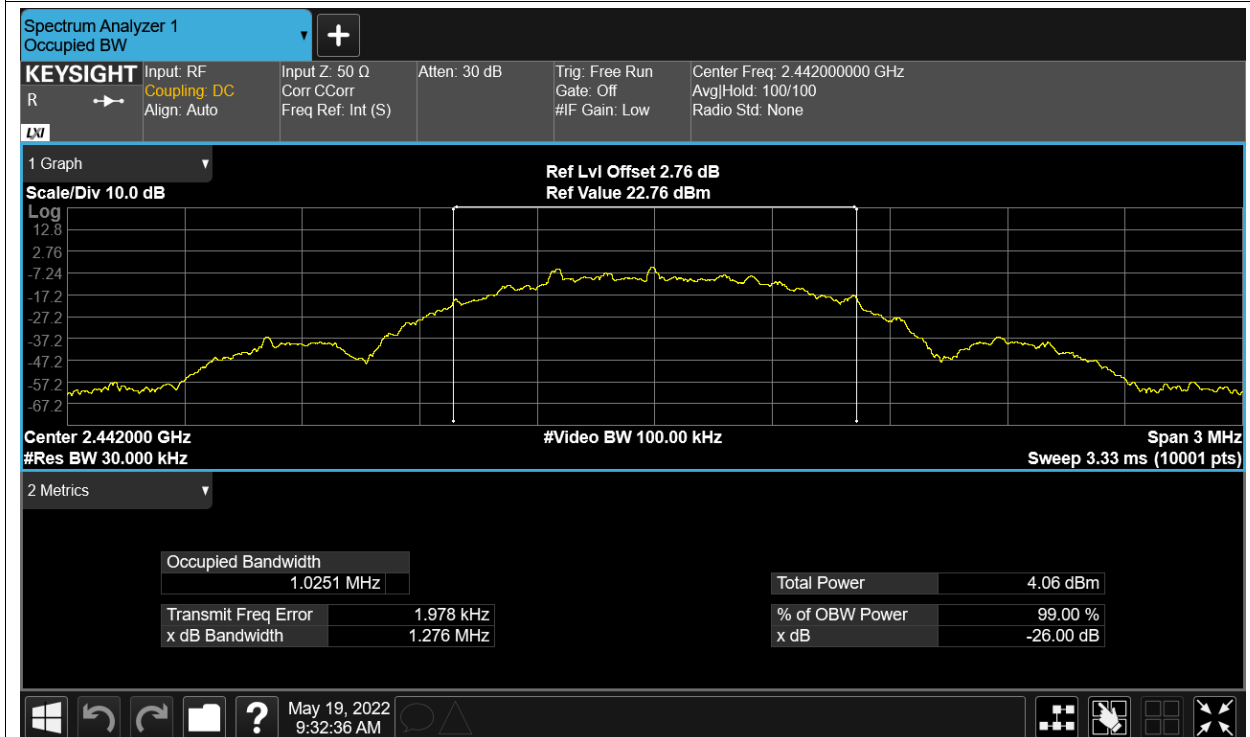 Spectrum Analyzer 1
Occupied BW
+
KEYSIGHT
R
LXI
Input: RF
Coupling: DC
Align: Auto
Input Z: 50 Ω
Corr CCorr
Freq Ref: Int (S)
Atten: 30 dB
Trig: Free Run
Gate: Off
#IF Gain: Low
Center Freq: 2.442000000 GHz
Avg|Hold: 100/100
Radio Std: None
1 Graph
Scale/Div 10.0 dB
Ref Lvl Offset 2.76 dB
Ref Value 22.76 dBm
Log
12.8
2.76
-7.24
-17.2
-27.2
-37.2
-47.2
-57.2
-67.2
Center 2.442000 GHz
#Video BW 100.00 kHz
Span 3 MHz
#Res BW 30.000 kHz
Sweep 3.33 ms (10001 pts)
2 Metrics
Occupied Bandwidth
1.0251 MHz
Transmit Freq Error 1.978 kHz
x dB Bandwidth 1.276 MHz
Total Power 4.06 dBm
% of OBW Power 99.00 %
x dB -26.00 dB
?
May 19, 2022
9:32:36 AM